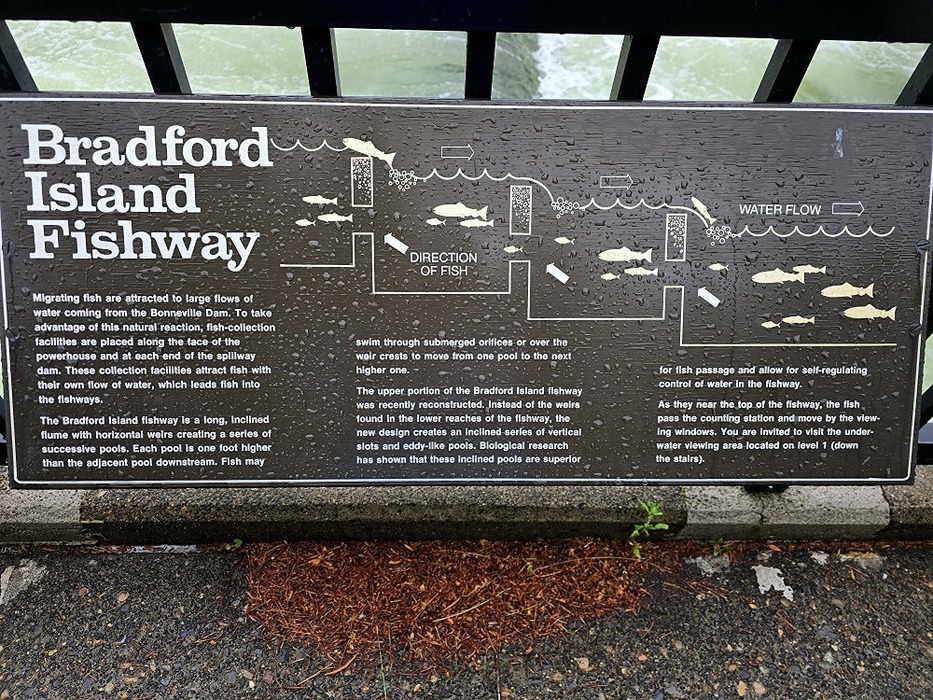 Bradford
Island
Fishway
DIRECTION
OF FISH
WATER FLOW
Migrating fish are attracted to large flows of
water coming from the Bonneville Dam. To take
advantage of this natural reaction, fish-collection
facilities are placed along the face of the
powerhouse and at each end of the spillway
dam. These collection facilities attract fish with
their own flow of water, which leads fish into
the fishways.
The Bradford Island fishway is a long, inclined
flume with horizontal weirs creating a series of
successive pools. Each pool is one foot higher
than the adjacent pool downstream. Fish may
swim through submerged orifices or over the
weir crests to move from one pool to the next
higher one.
The upper portion of the Bradford Island fishway
was recently reconstructed. Instead of the weirs
found in the lower reaches of the fishway, the
new design creates an inclined series of vertical
slots and eddy-like pools. Biological research
has shown that these inclined pools are superior
for fish passage and allow for self-regulating
control of water in the fishway.
As they near the top of the fishway, the fish
pass the counting station and move by the view-
ing windows. You are invited to visit the under-
water viewing area located on level 1 (down
the stairs).